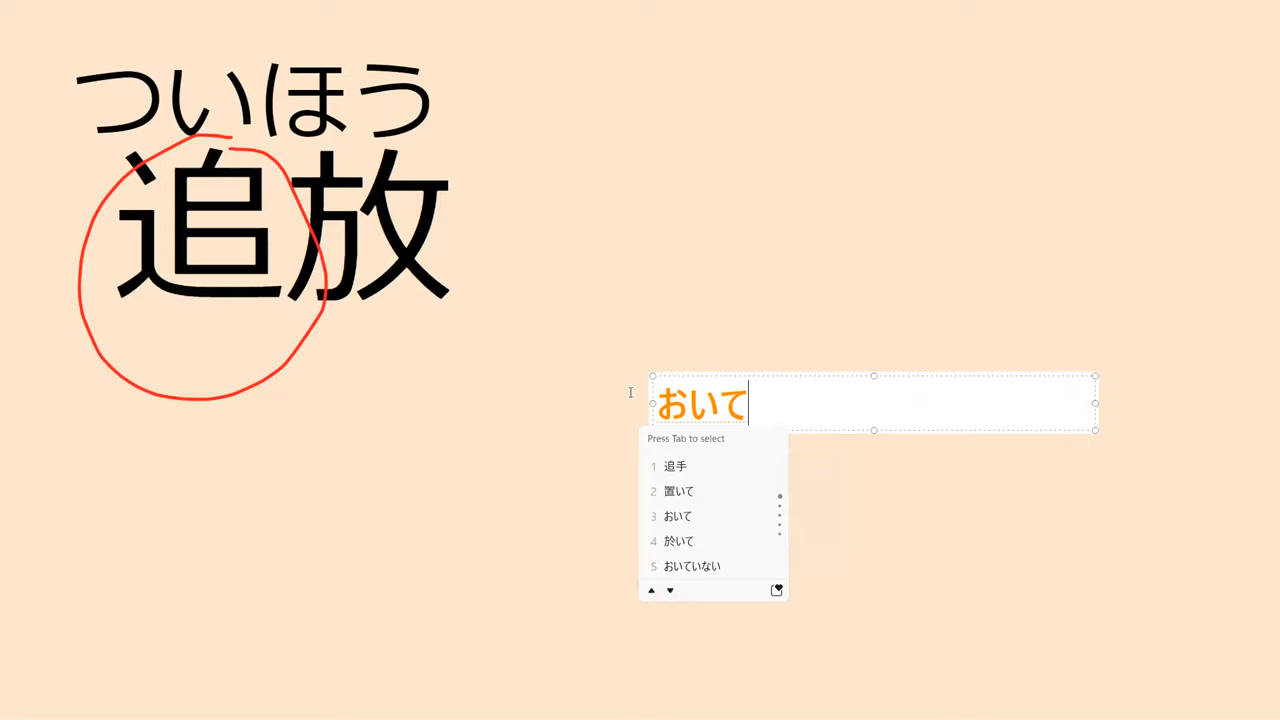 ついほう
追放
おいて
Press Tab to select
1 追手
2 置いて
3 おいて
4 於いて
5 おいていない